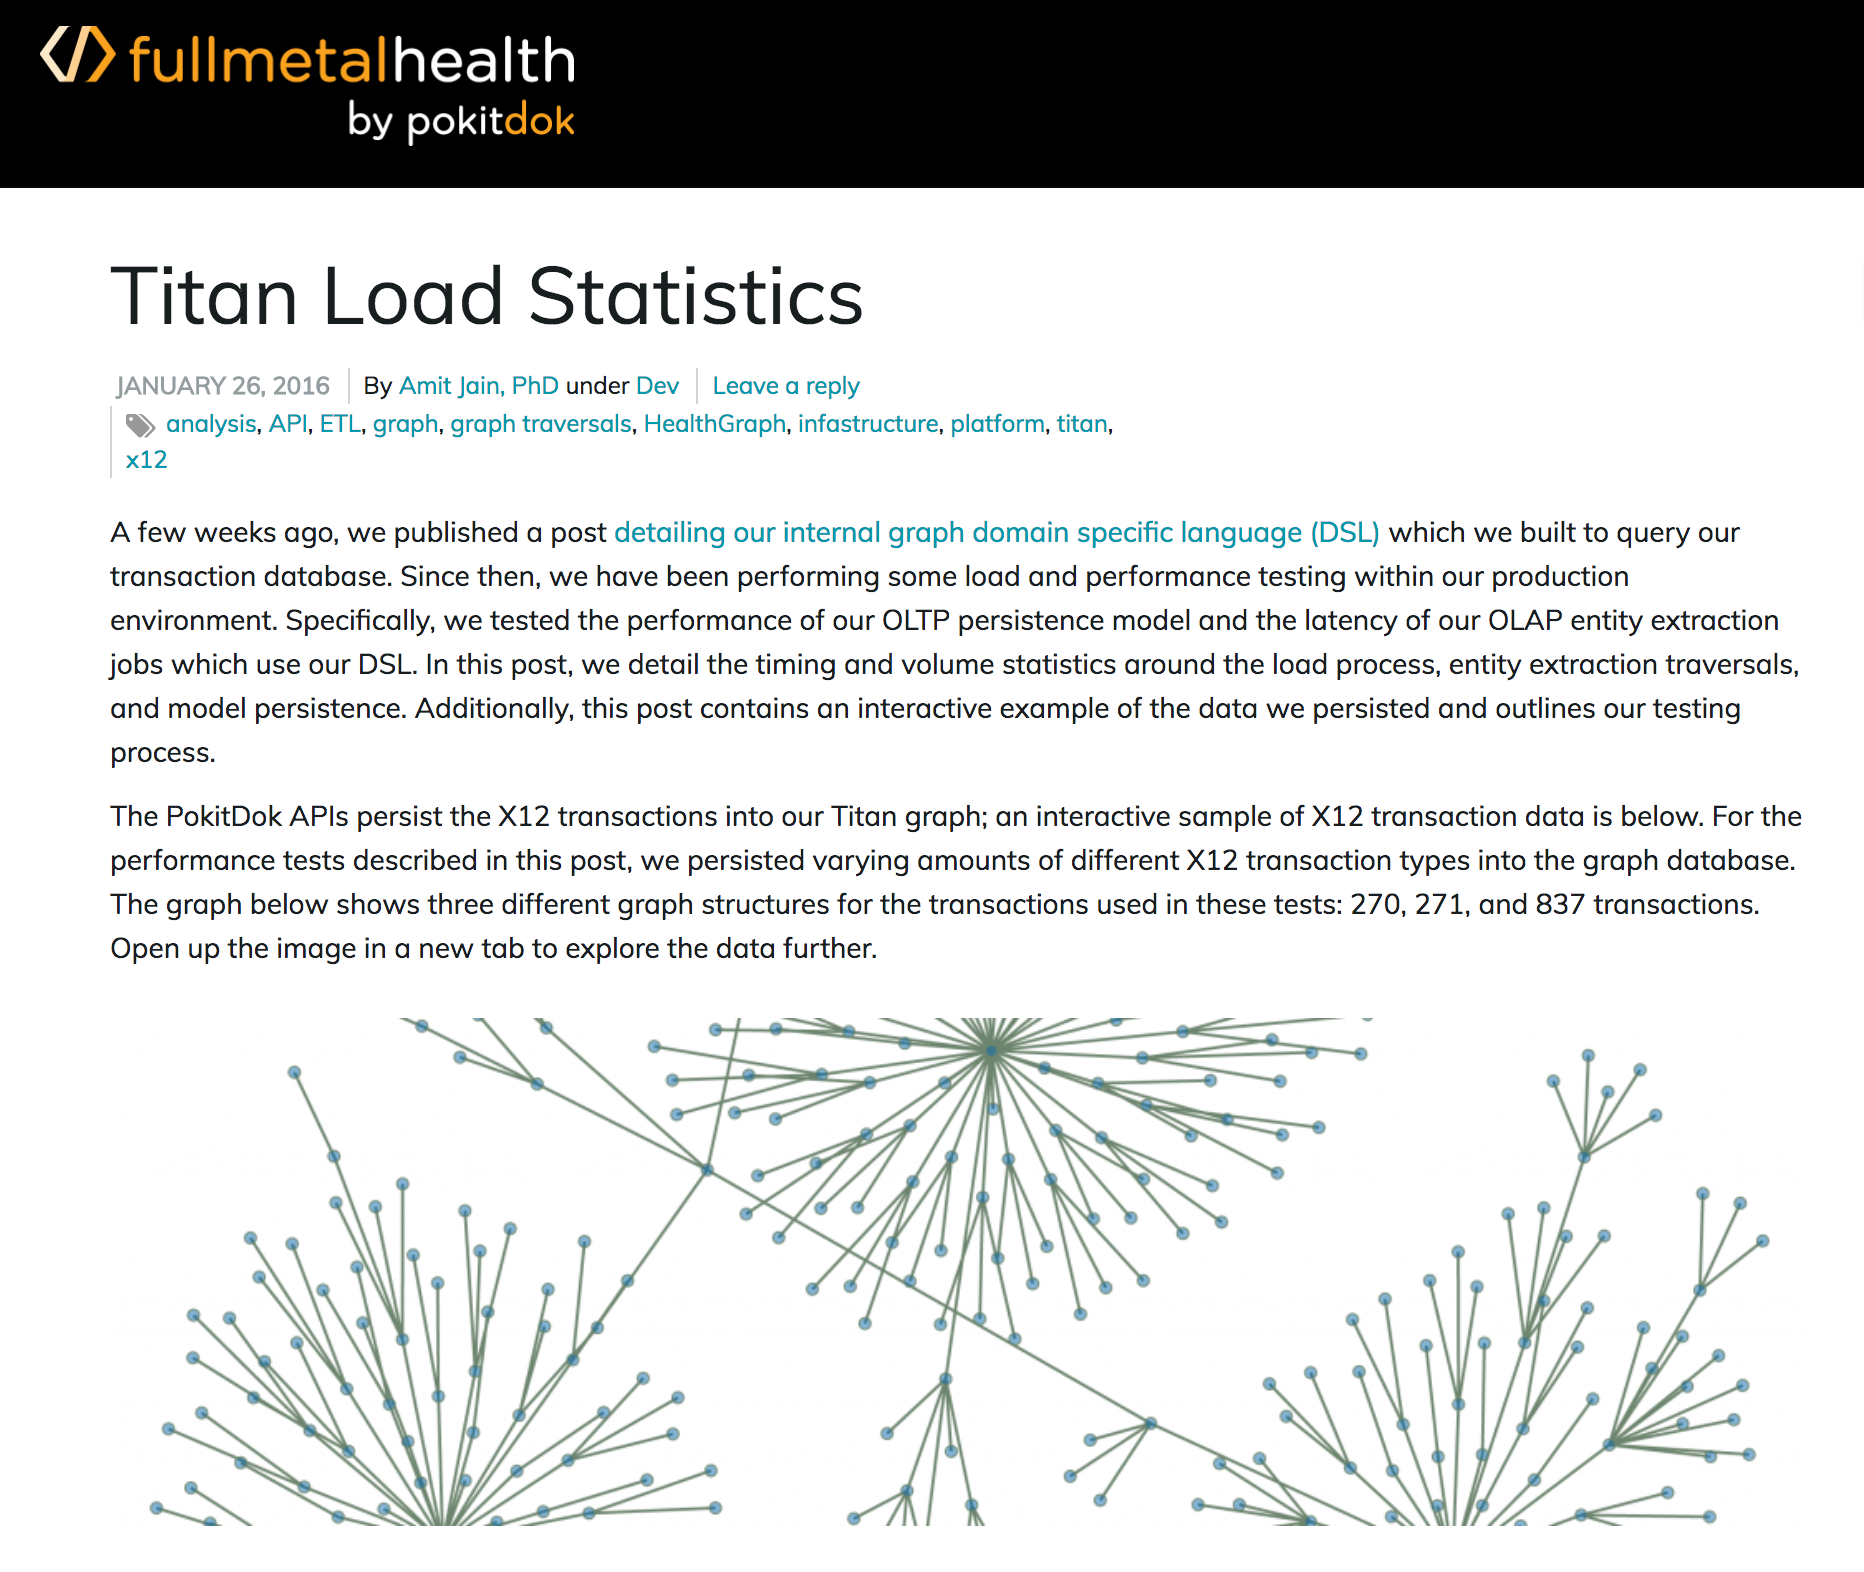 fullmetalhealth
by pokitdok
Titan Load Statistics
JANUARY 26, 2016 By Amit Jain, PhD under Dev Leave a reply
analysis, API, ETL, graph, graph traversals, HealthGraph, infastructure, platform, titan,
x12
A few weeks ago, we published a post detailing our internal graph domain specific language (DSL) which we built to query our
transaction database. Since then, we have been performing some load and performance testing within our production
environment. Specifically, we tested the performance of our OLTP persistence model and the latency of our OLAP entity extraction
jobs which use our DSL. In this post, we detail the timing and volume statistics around the load process, entity extraction traversals,
and model persistence. Additionally, this post contains an interactive example of the data we persisted and outlines our testing
process.
The PokitDok APIs persist the X12 transactions into our Titan graph; an interactive sample of X12 transaction data is below. For the
performance tests described in this post, we persisted varying amounts of different X12 transaction types into the graph database.
The graph below shows three different graph structures for the transactions used in these tests: 270, 271, and 837 transactions.
Open up the image in a new tab to explore the data further.